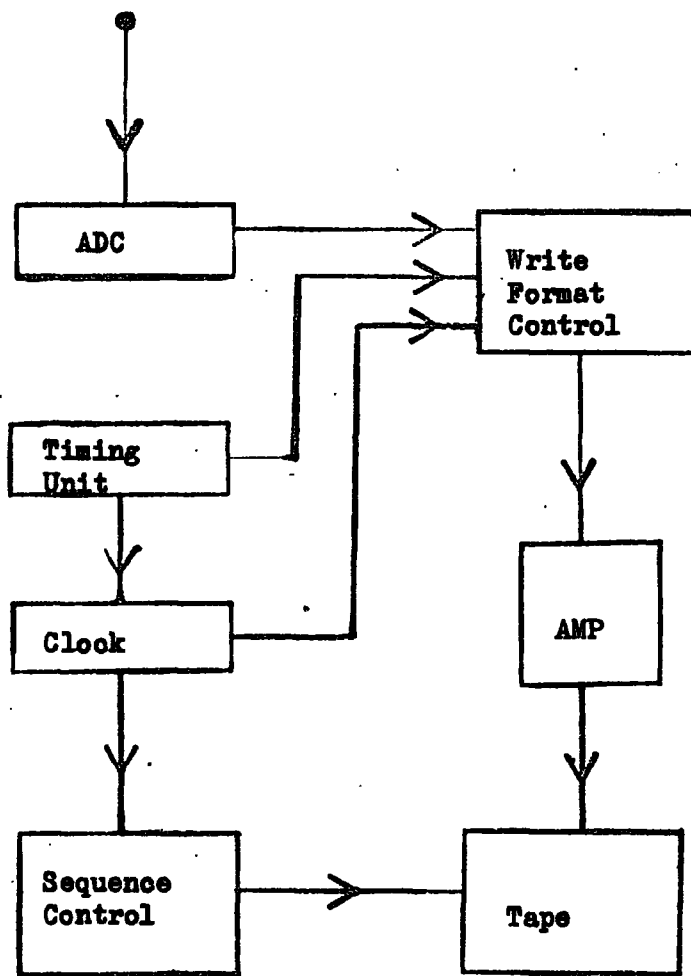 ADC
Write
Format
Control
Timing
Unit
Clock
AMP
Sequence
Control
Tape